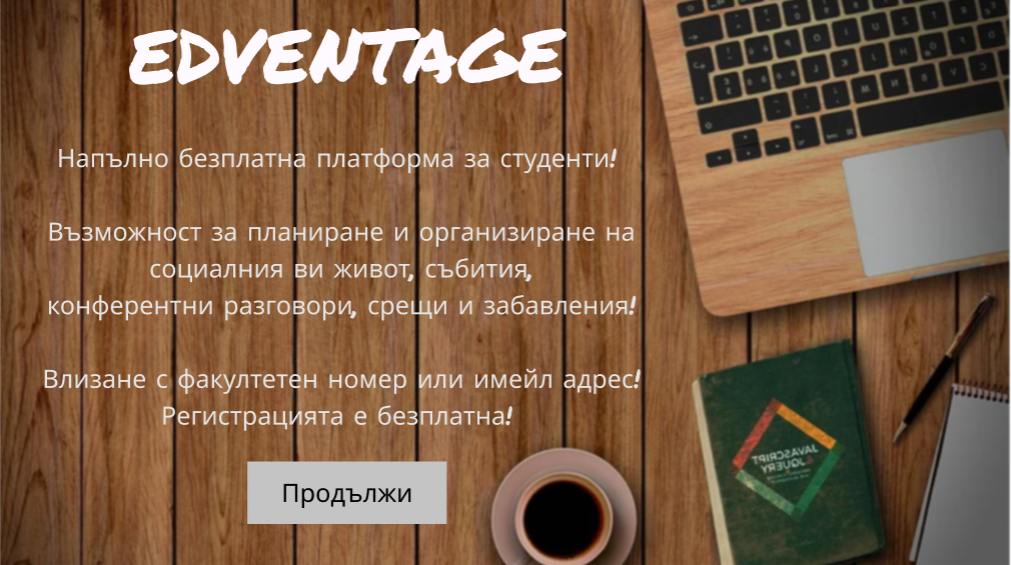 EDVENTAGE
Напълно безплатна платформа за студенти!
Възможност за планиране и организиране на
социалния ви живот, събития,
конферентни разговори, срещи и забавления!
Влизане с факултетен номер или имейл адрес!
Регистрацията е безплатна!
Продължи
JAVASCRIPT
&JQUERY